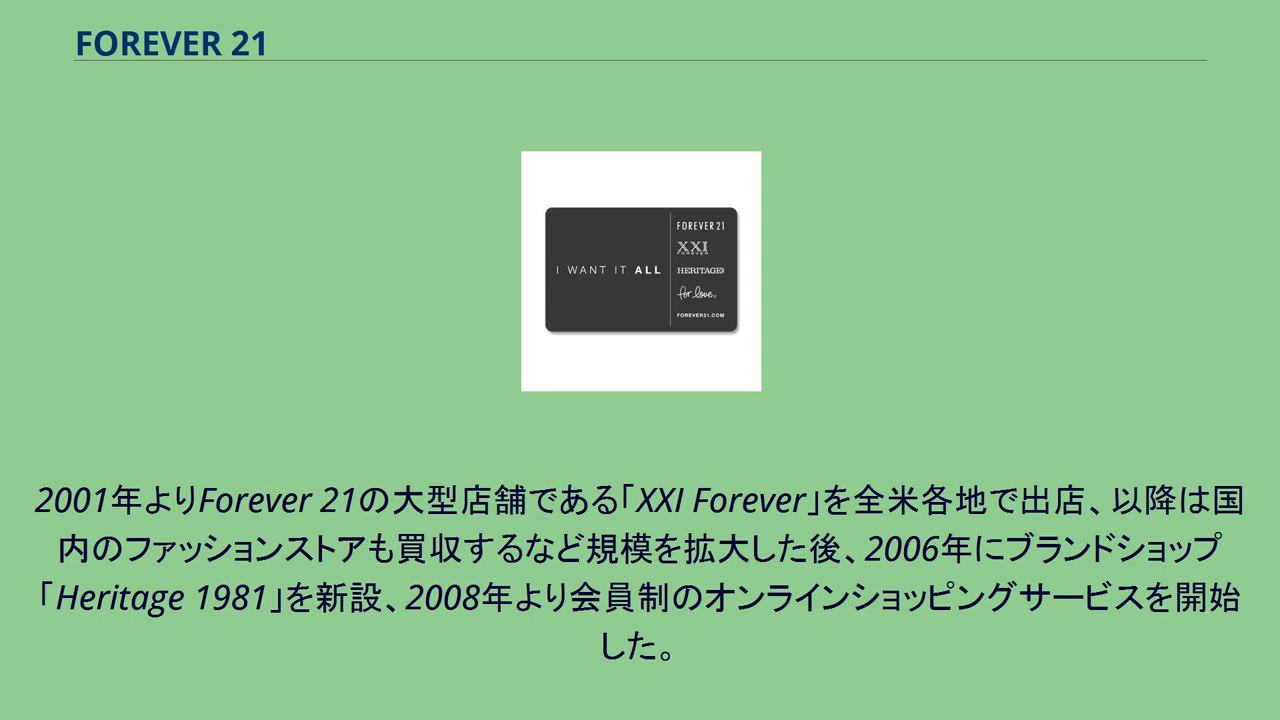 FOREVER 21
I WANT IT ALL
FOREVER 21
XXI
FOREVER
HERITAGE
for love
FOREVER21.COM
2001年よりForever 21の大型店舗である「XXI Forever」を全米各地で出店、以降は国
内のファッションストアも買収するなど規模を拡大した後、2006年にブランドショップ
「Heritage 1981」を新設、2008年より会員制のオンラインショッピングサービスを開始
した。